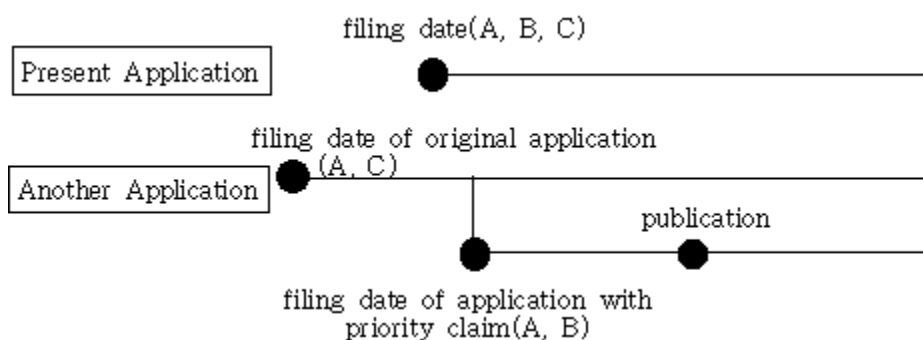 filing date(A, B, C)
Present Application
filing date of original application
(A, C)
Another Application
publication
filing date of application with
priority claim(A, B)